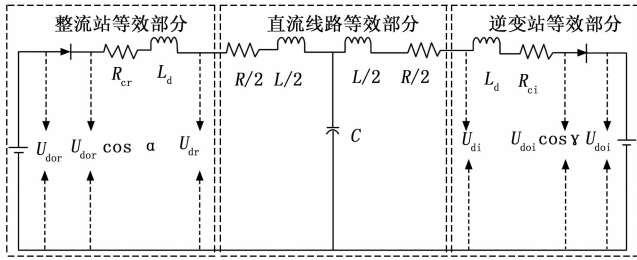 整流站等效部分
直流线路等效部分
逆变站等效部分
R_cr
L_d
R/2
L/2
L/2
R/2
L_d
R_ci
C
U_dor
U_dor cos α
U_dr
U_di
U_doi cos γ
U_doi